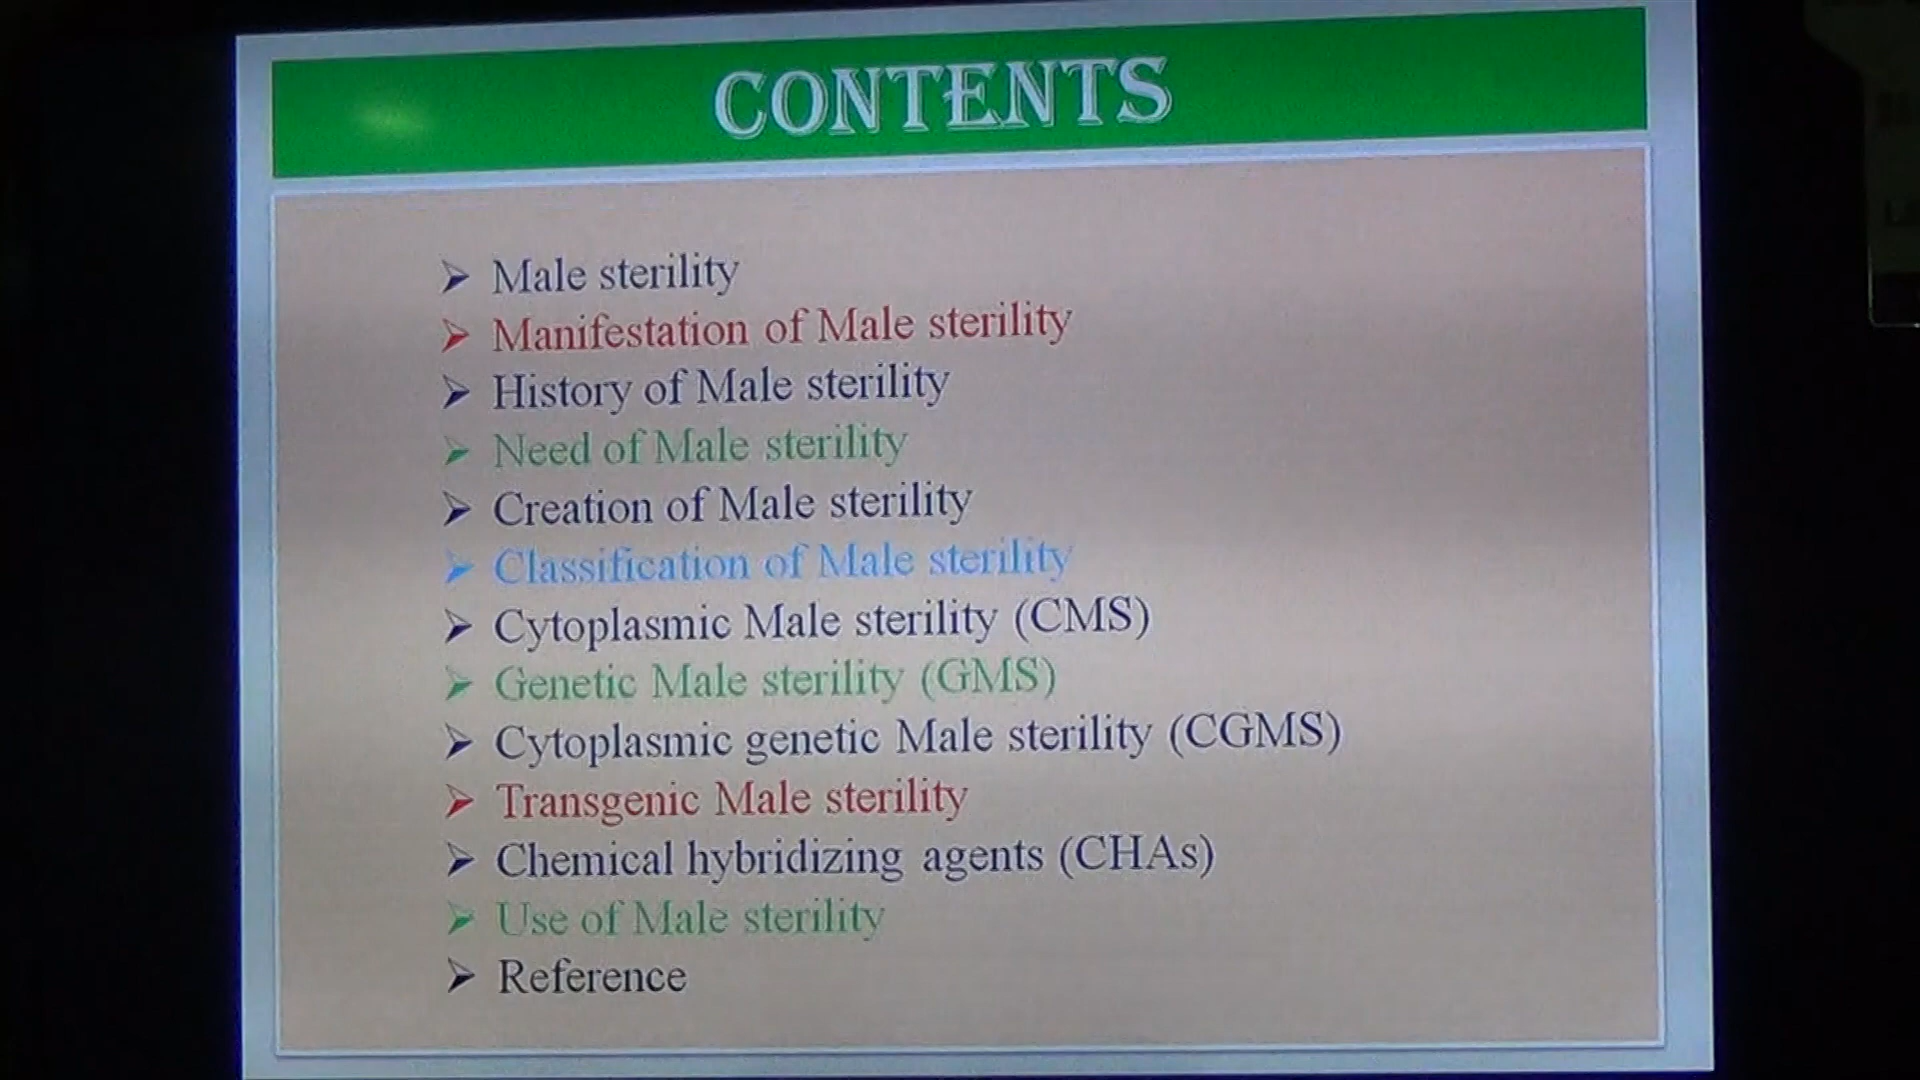 CONTENTS
Male sterility
Manifestation of Male sterility
History of Male sterility
Need of Male sterility
Creation of Male sterility
Classification of Male sterility
Cytoplasmic Male sterility (CMS)
Genetic Male sterility (GMS)
Cytoplasmic genetic Male sterility (CGMS)
Transgenic Male sterility
Chemical hybridizing agents (CHAs)
Use of Male sterility
Reference